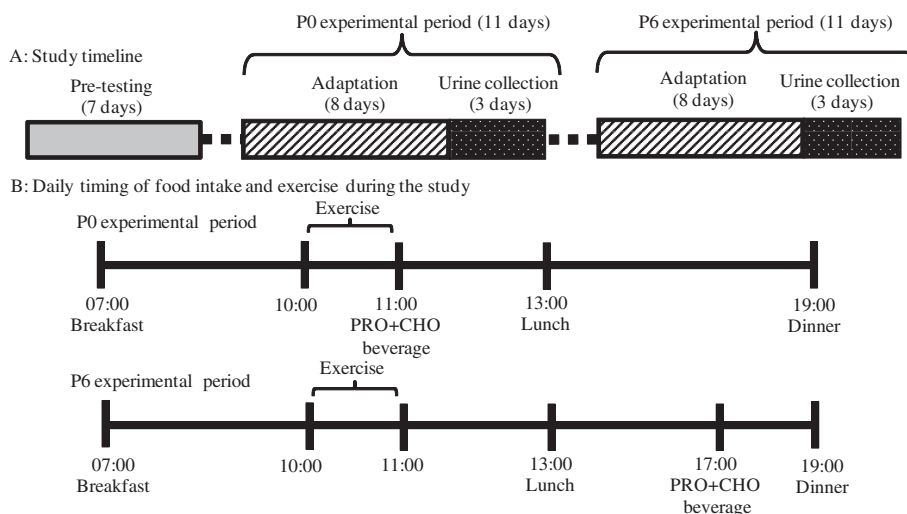 A: Study timeline
P0 experimental period (11 days)
P6 experimental period (11 days)
Pre-testing
(7 days)
Adaptation
(8 days)
Urine collection
(3 days)
Adaptation
(8 days)
Urine collection
(3 days)
B: Daily timing of food intake and exercise during the study
P0 experimental period
Exercise
07:00
Breakfast
10:00
11:00
PRO+CHO
beverage
13:00
Lunch
19:00
Dinner
P6 experimental period
Exercise
07:00
Breakfast
10:00
11:00
13:00
Lunch
17:00
PRO+CHO
beverage
19:00
Dinner